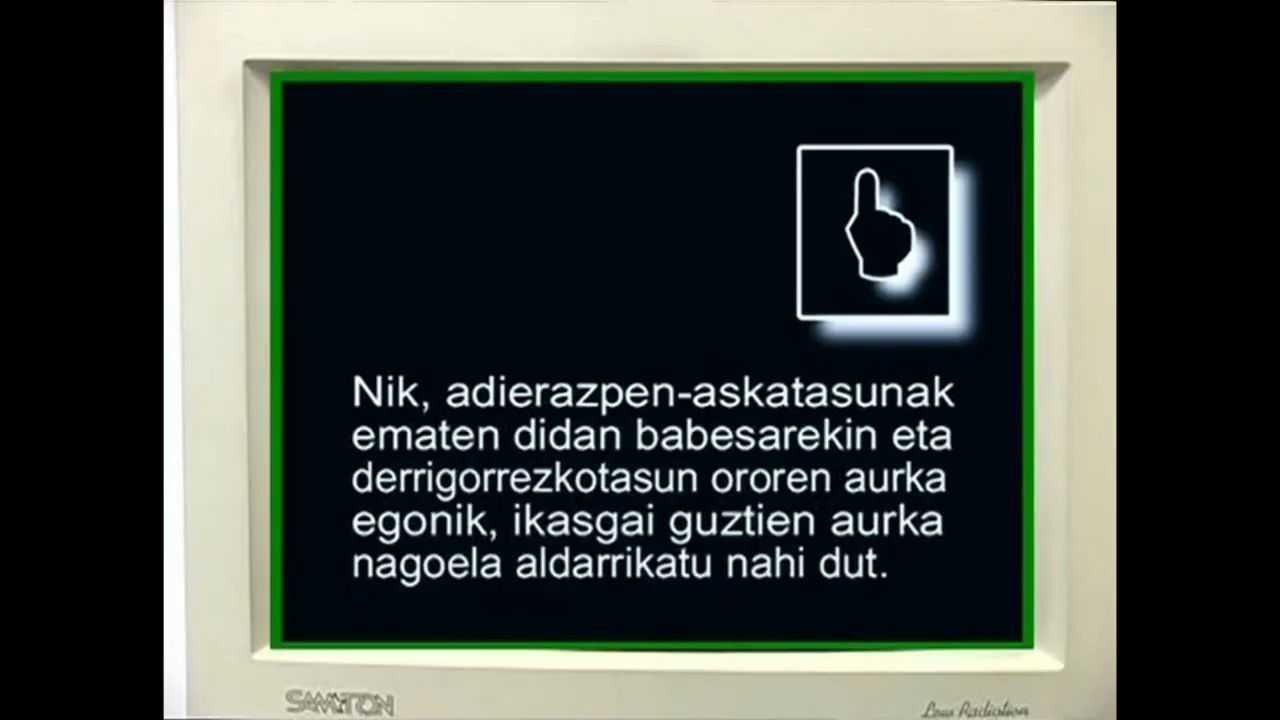 Nik, adierazpen-askatasunak
ematen didan babesarekin eta
derrigorrezkotasun ororen aurka
egonik, ikasgai guztien aurka
nagoela aldarrikatu nahi dut.
SAMTRON
Low Radiation